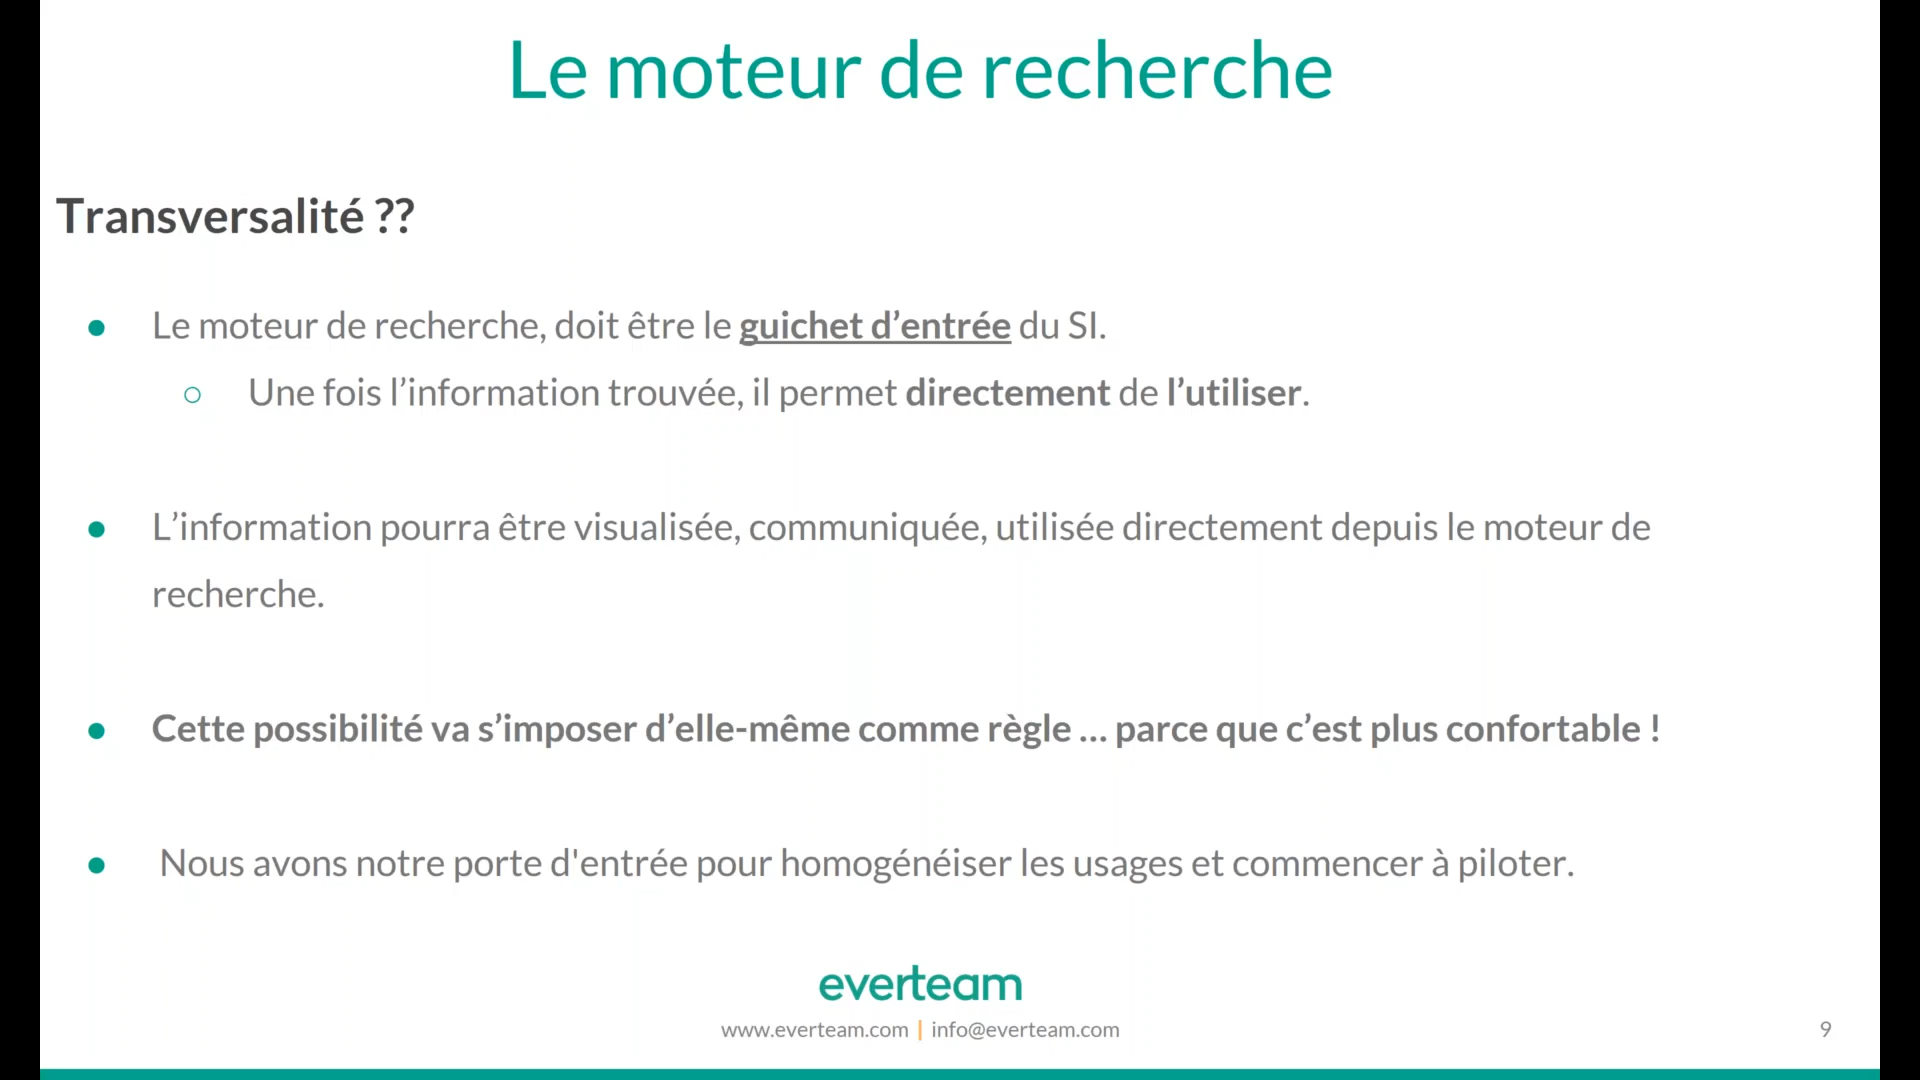 Le moteur de recherche
Transversalité ??
● Le moteur de recherche, doit être le guichet d’entrée du SI.
○ Une fois l’information trouvée, il permet directement de l’utiliser.
● L’information pourra être visualisée, communiquée, utilisée directement depuis le moteur de
recherche.
● Cette possibilité va s’imposer d’elle-même comme règle ... parce que c’est plus confortable !
● Nous avons notre porte d'entrée pour homogénéiser les usages et commencer à piloter.
everteam
www.everteam.com | info@everteam.com
9